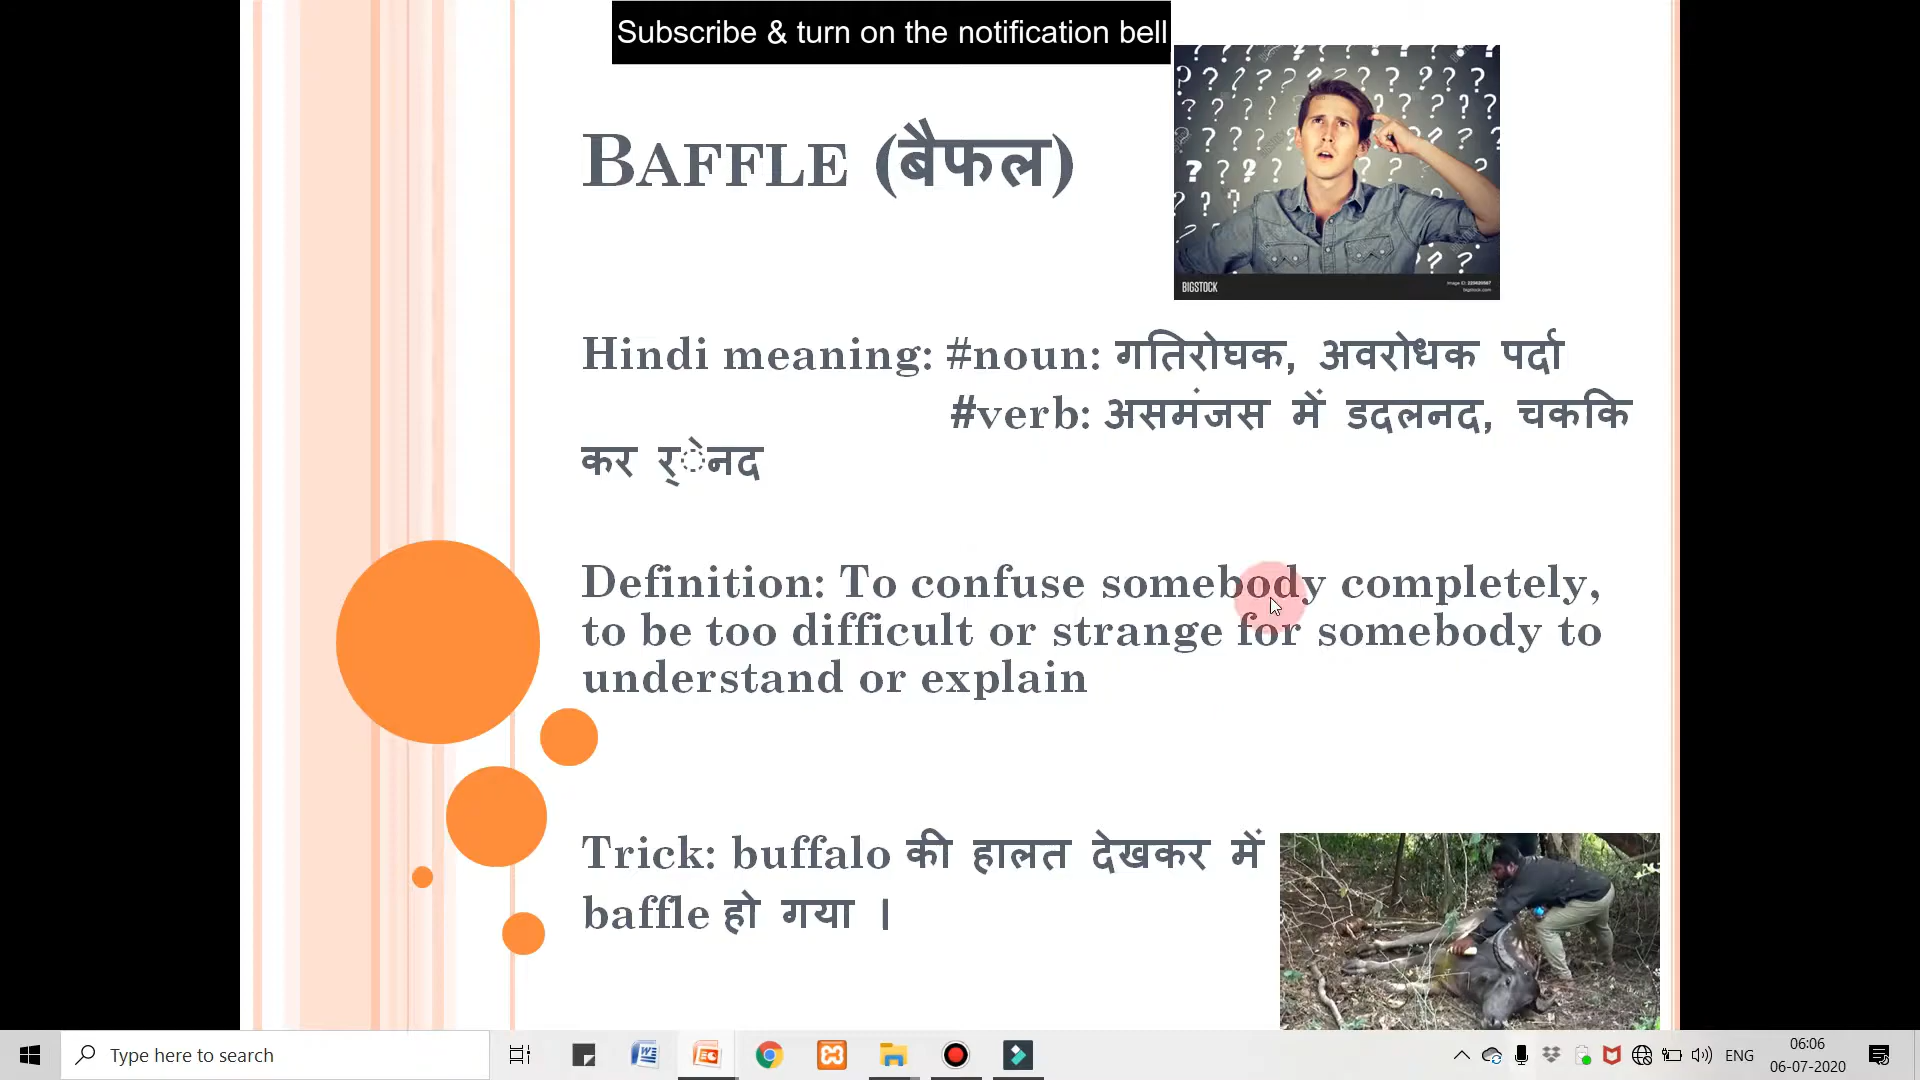 Subscribe & turn on the notification bell
BAFFLE (बैफल)
BIGSTOCK
Hindi meaning: #noun: गतिरोघक, अवरोधक पर्दा
#verb: असमंजस में डदलनद, चककि
कर र्ेनद
Definition: To confuse somebody completely,
to be too difficult or strange for somebody to
understand or explain
Trick: buffalo की हालत देखकर में
baffle हो गया ।
Type here to search
ENG
06:06
06-07-2020